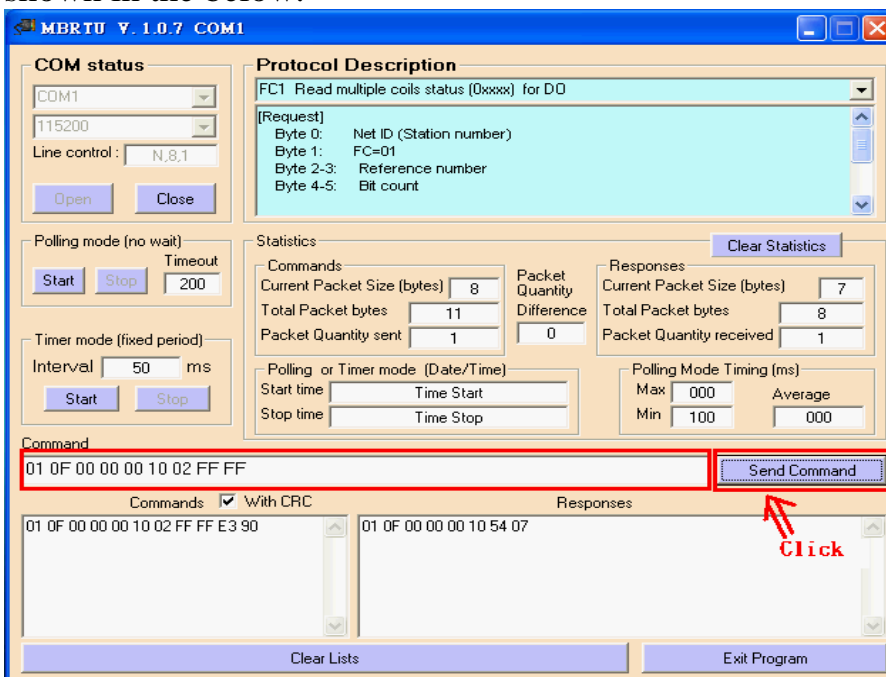 MBRTU V. 1.0.7 COM1
COM status
COM1
115200
Line control : N,8,1
Open Close
Protocol Description
FC1 Read multiple coils status (0xxxx) for DO
[Request]
Byte 0: Net ID (Station number)
Byte 1: FC=01
Byte 2-3: Reference number
Byte 4-5: Bit count
Polling mode (no wait)
Timeout
Start Stop 200
Timer mode (fixed period)
Interval 50 ms
Start Stop
Statistics
Clear Statistics
Commands
Current Packet Size (bytes) 8
Total Packet bytes 11
Packet Quantity sent 1
Packet
Quantity
Difference
0
Responses
Current Packet Size (bytes) 7
Total Packet bytes 8
Packet Quantity received 1
Polling or Timer mode (Date/Time)
Start time Time Start
Stop time Time Stop
Polling Mode Timing (ms)
Max 000 Average
Min 100 000
Command
01 0F 00 00 00 10 02 FF FF
Send Command
Commands With CRC
Responses
01 0F 00 00 00 10 02 FF FF E3 90
01 0F 00 00 00 10 54 07
Click
Clear Lists
Exit Program